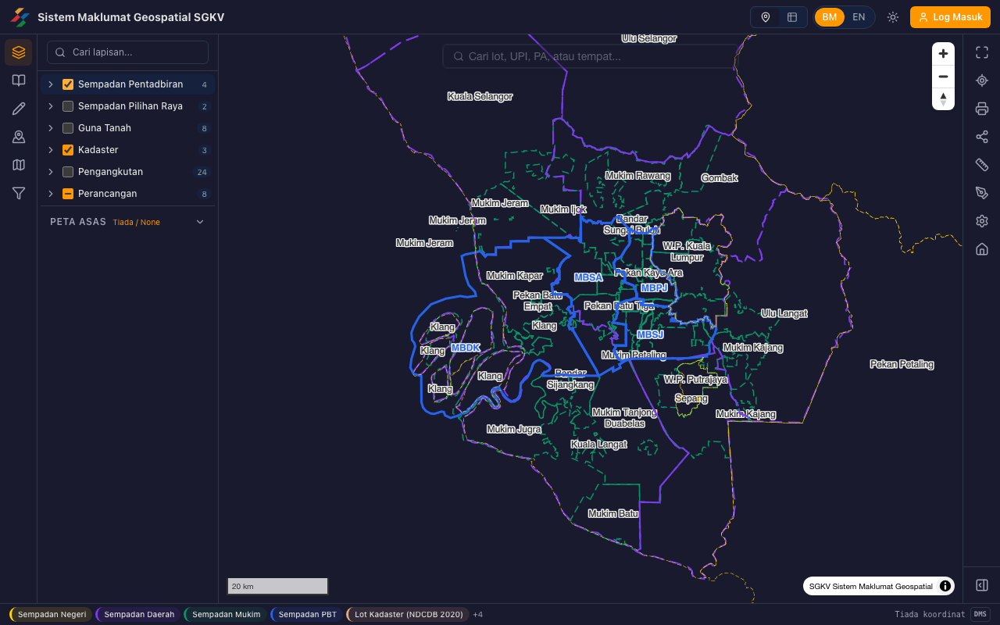 Sistem Maklumat Geospatial SGKV
BM
EN
Log Masuk
Cari lapisan...
Sempadan Pentadbiran 4
Sempadan Pilihan Raya 2
Guna Tanah 8
Kadaster 3
Pengangkutan 24
Perancangan 8
PETA ASAS Tiada / None
Cari lot, UPI, PA, atau tempat...
Ulu Selangor
Kuala Selangor
Mukim Rawang
Gombak
Mukim Jeram
Mukim Ijok
Mukim Jeram
Bandar
Sungai Buloh
Mukim Jeram
W.P. Kuala
Lumpur
Mukim Kapar
MBSA
Pekan Kayu Ara
MBPJ
Pekan Batu
Empat
Pekan Batu Tiga
Ulu Langat
Klang
Klang
MBSJ
Klang
MBDK
Mukim Kajang
Mukim Petaling
Pekan Petaling
Klang
Bandar
Sijangkang
W.P. Putrajaya
Klang
Sepang
Mukim Tanjong
Duabelas
Mukim Kajang
Mukim Jugra
Kuala Langat
Mukim Batu
20 km
SGKV Sistem Maklumat Geospatial
Sempadan Negeri
Sempadan Daerah
Sempadan Mukim
Sempadan PBT
Lot Kadaster (NDCDB 2020)
+4
Tiada koordinat
DMS